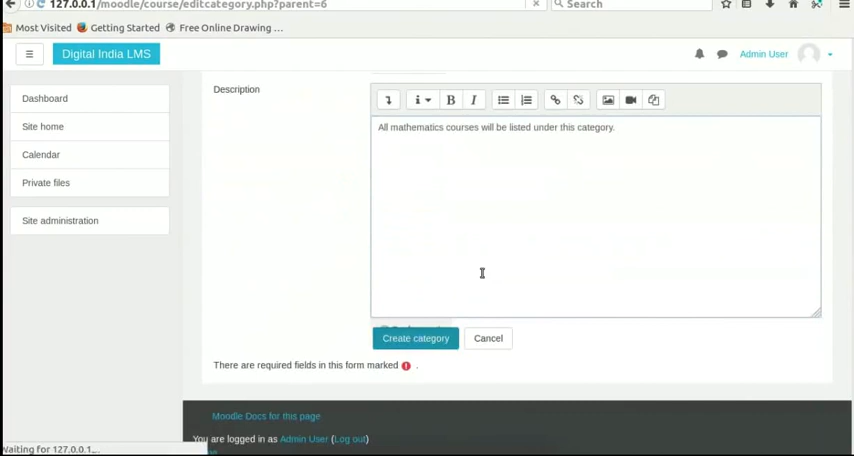 127.0.0.1/moodle/course/editcategory.php?parent=6
Search
Most Visited Getting Started Free Online Drawing ...
Digital India LMS
Admin User
Dashboard
Site home
Calendar
Private files
Site administration
Description
i B I
All mathematics courses will be listed under this category.
Create category Cancel
There are required fields in this form marked .
Moodle Docs for this page
You are logged in as Admin User (Log out)
Waiting for 127.0.0.1...